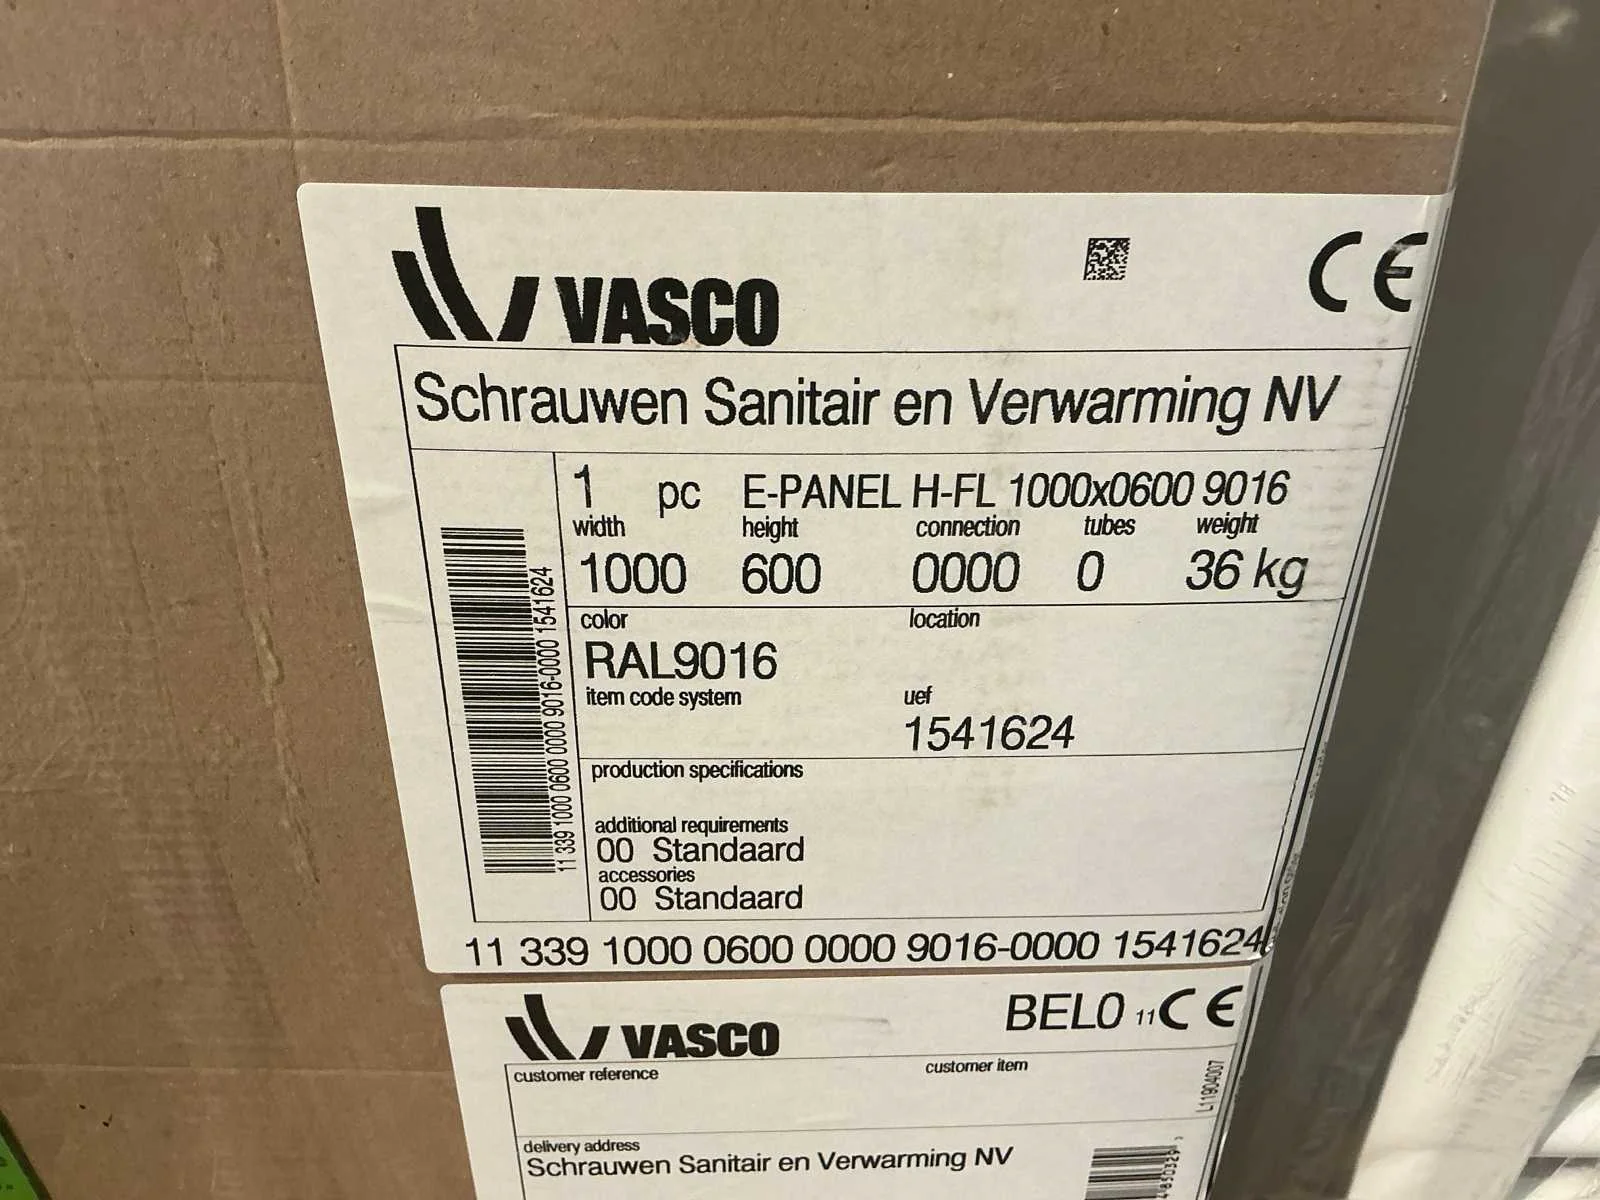 VASCO
CE
Schrauwen Sanitair en Verwarming NV
1 pc E-PANEL H-FL 1000x0600 9016
width height connection tubes weight
1000 600 0000 0 36 kg
color location
RAL9016
item code system uef
1541624
production specifications
additional requirements
00 Standaard
accessories
00 Standaard
11 339 1000 0600 0000 9016-0000 1541624
11 339 1000 0600 0000 9016-0000 1541624
VASCO
BEL0 11 CE
customer reference customer item
L11904007
delivery address
Schrauwen Sanitair en Verwarming NV